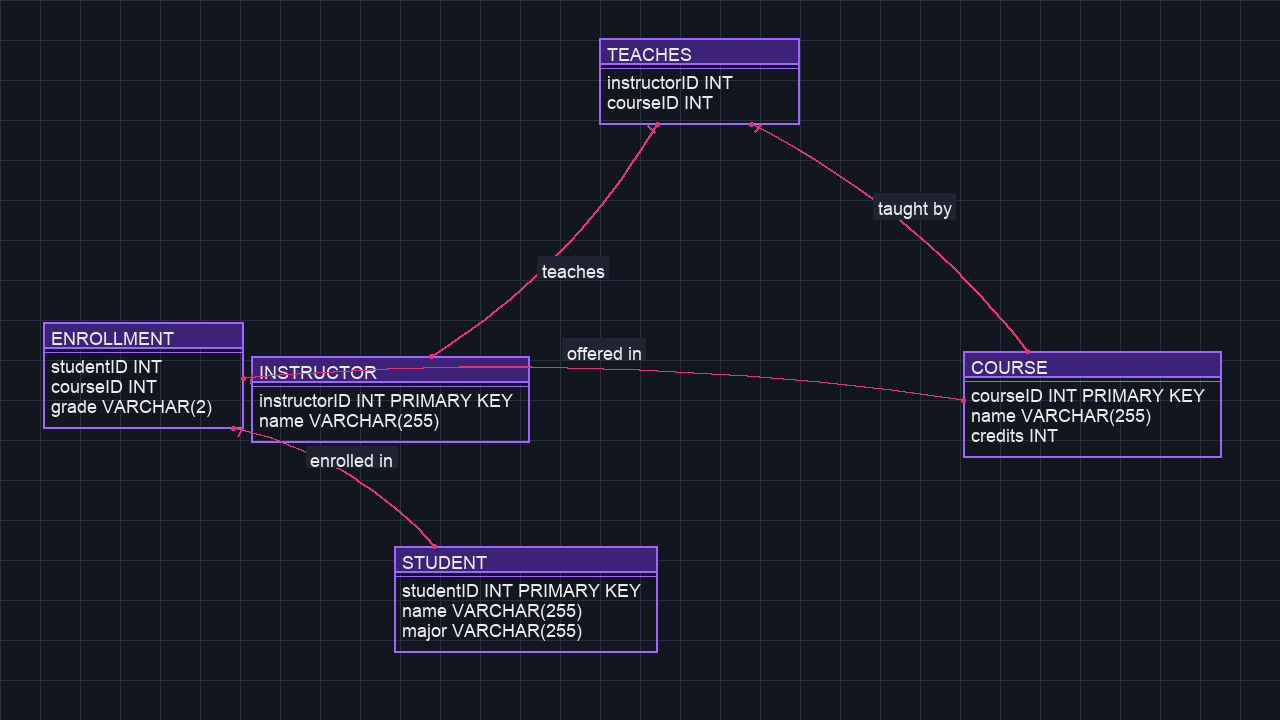 TEACHES
instructorID INT
courseID INT
taught by
teaches
ENROLLMENT
studentID INT
courseID INT
grade VARCHAR(2)
INSTRUCTOR
instructorID INT PRIMARY KEY
name VARCHAR(255)
offered in
COURSE
courseID INT PRIMARY KEY
name VARCHAR(255)
credits INT
enrolled in
STUDENT
studentID INT PRIMARY KEY
name VARCHAR(255)
major VARCHAR(255)